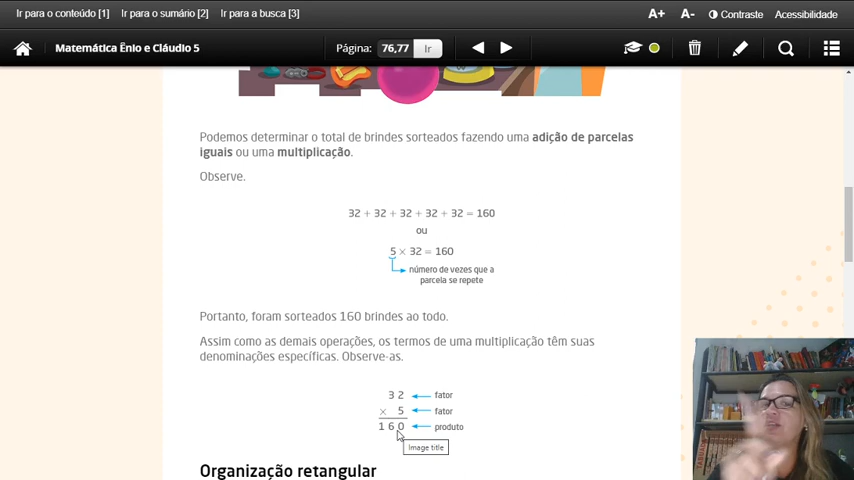 Ir para o conteúdo [1] Ir para o sumário [2] Ir para a busca [3] A+ A- Contraste Acessibilidade
Matemática Ênio e Cláudio 5 Página: 76,77 Ir
Podemos determinar o total de brindes sorteados fazendo uma adição de parcelas
iguais ou uma multiplicação.
Observe.
32 + 32 + 32 + 32 + 32 = 160
ou
5 × 32 = 160
número de vezes que a
parcela se repete
Portanto, foram sorteados 160 brindes ao todo.
Assim como as demais operações, os termos de uma multiplicação têm suas
denominações específicas. Observe-as.
3 2 fator
× 5 fator
1 6 0 produto
Image title
Organização retangular